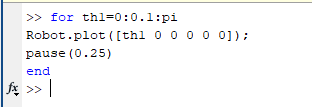 >> for th1=0:0.1:pi
Robot.plot([th1 0 0 0 0 0]);
pause(0.25)
end
fx >>